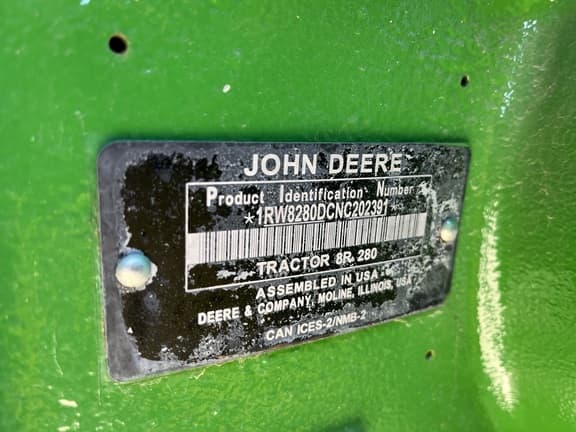 JOHN DEERE
Product Identification Number
*1RW8280DCNC202391*
TRACTOR 8R 280
ASSEMBLED IN USA
DEERE & COMPANY, MOLINE, ILLINOIS, USA
CAN ICES-2/NMB-2